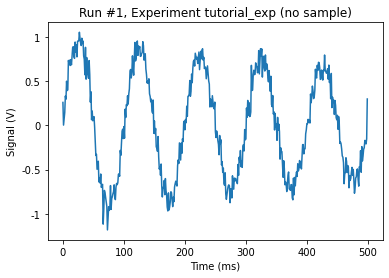 Run #1, Experiment tutorial_exp (no sample)
1
0.5
0
-0.5
-1
Signal (V)
0 100 200 300 400 500
Time (ms)